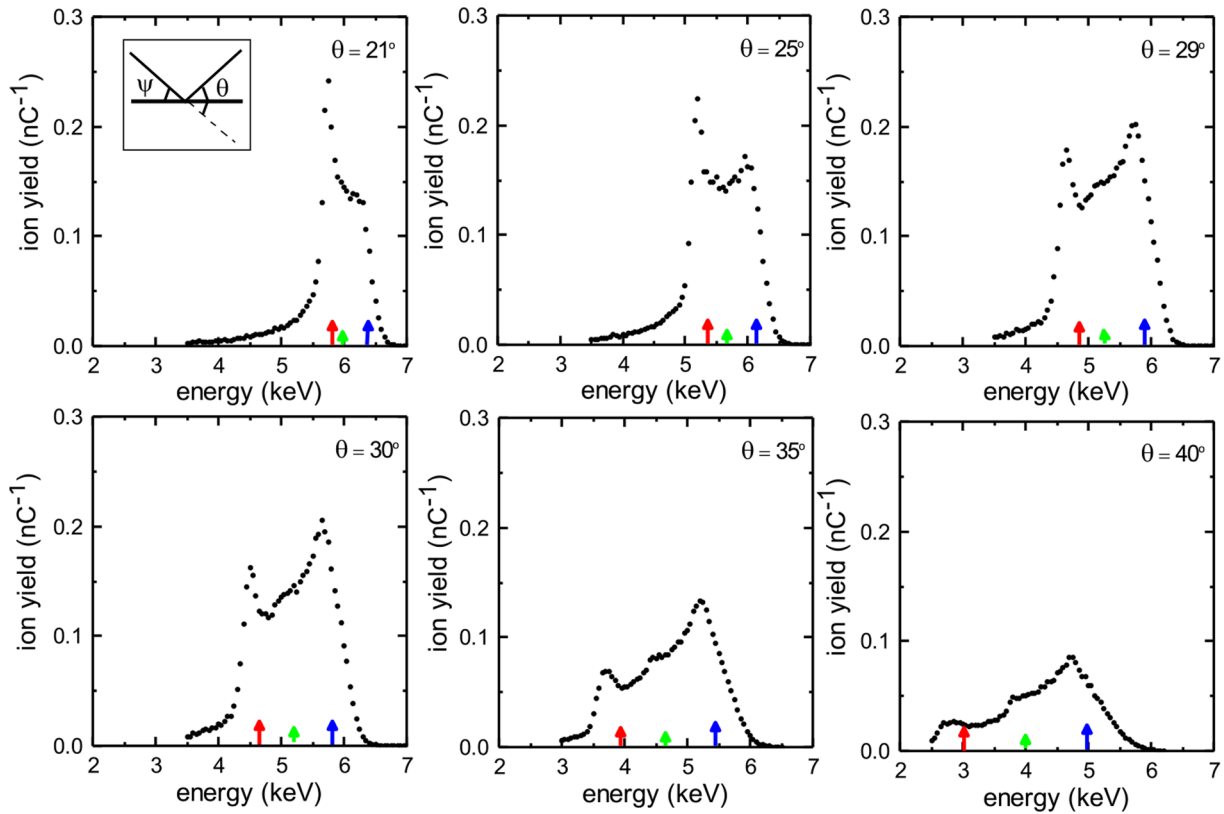 0.3
0.2
0.1
0.0
ion yield (nC⁻¹)
ψ
θ
θ = 21°
2 3 4 5 6 7
energy (keV)
0.3
0.2
0.1
0.0
ion yield (nC⁻¹)
θ = 25°
2 3 4 5 6 7
energy (keV)
0.3
0.2
0.1
0.0
ion yield (nC⁻¹)
θ = 29°
2 3 4 5 6 7
energy (keV)
0.3
0.2
0.1
0.0
ion yield (nC⁻¹)
θ = 30°
2 3 4 5 6 7
energy (keV)
0.3
0.2
0.1
0.0
ion yield (nC⁻¹)
θ = 35°
2 3 4 5 6 7
energy (keV)
0.3
0.2
0.1
0.0
ion yield (nC⁻¹)
θ = 40°
2 3 4 5 6 7
energy (keV)